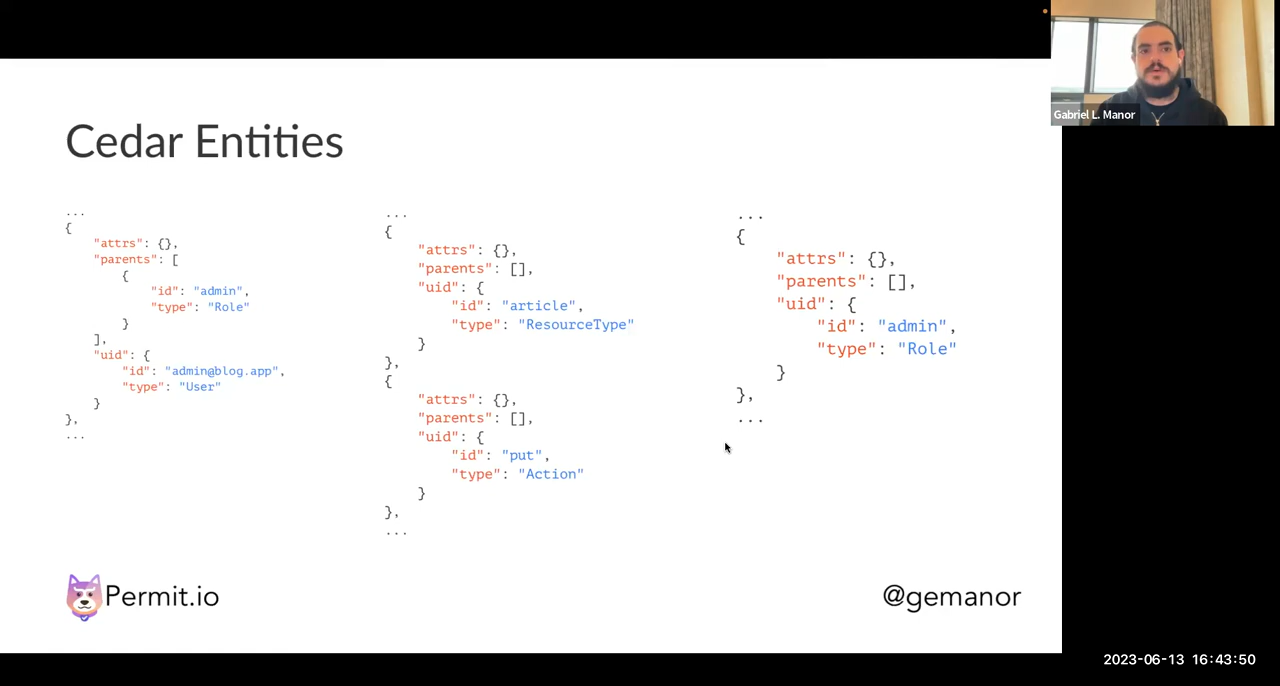 Gabriel L. Manor
Cedar Entities
...
{
    "attrs": {},
    "parents": [
        {
            "id": "admin",
            "type": "Role"
        }
    ],
    "uid": {
        "id": "admin@blog.app",
        "type": "User"
    }
},
...
...
{
    "attrs": {},
    "parents": [],
    "uid": {
        "id": "article",
        "type": "ResourceType"
    }
},
{
    "attrs": {},
    "parents": [],
    "uid": {
        "id": "put",
        "type": "Action"
    }
},
...
...
{
    "attrs": {},
    "parents": [],
    "uid": {
        "id": "admin",
        "type": "Role"
    }
},
...
Permit.io
@gemanor
2023-06-13 16:43:50